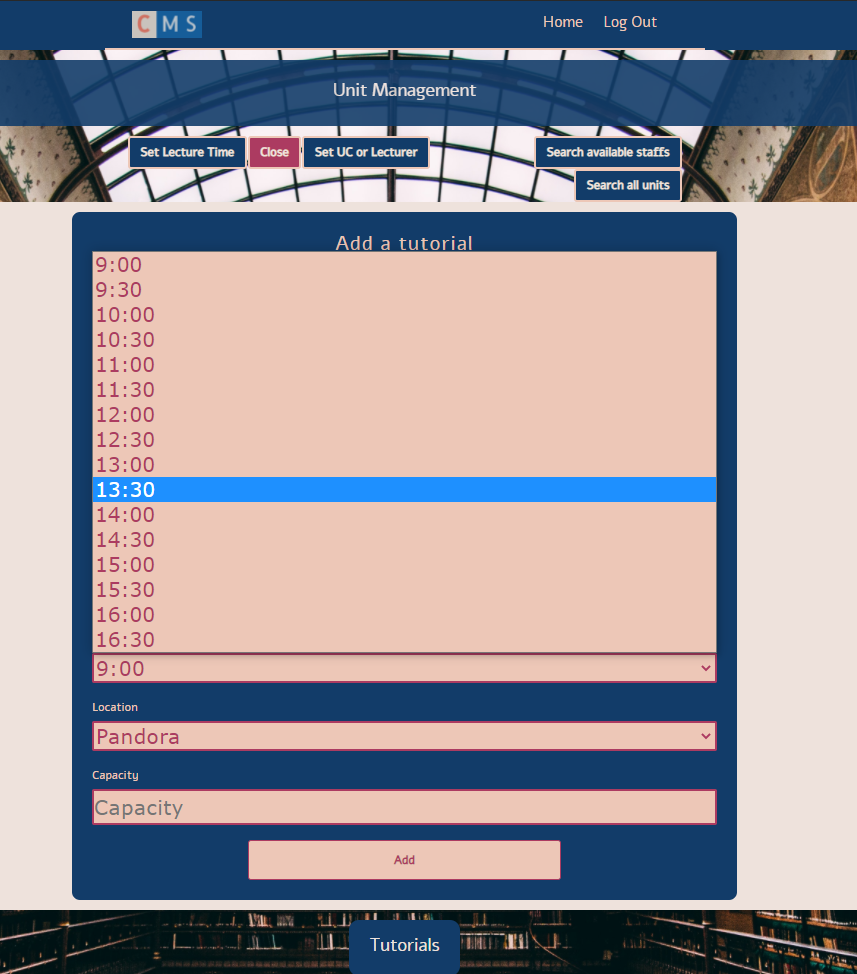 CMS
Home Log Out
Unit Management
Set Lecture Time Close Set UC or Lecturer Search available staffs
Search all units
Add a tutorial
9:00
9:30
10:00
10:30
11:00
11:30
12:00
12:30
13:00
13:30
14:00
14:30
15:00
15:30
16:00
16:30
9:00
Location
Pandora
Capacity
Capacity
Add
Tutorials